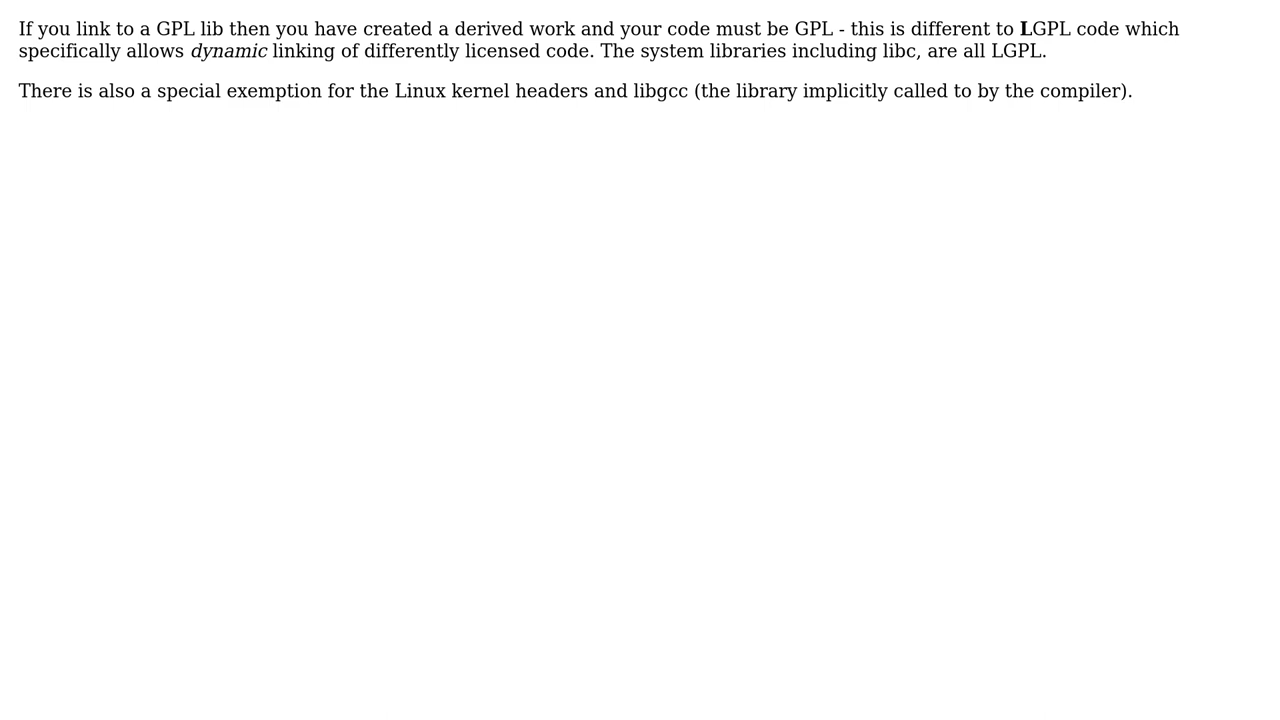 If you link to a GPL lib then you have created a derived work and your code must be GPL - this is different to LGPL code which
specifically allows dynamic linking of differently licensed code. The system libraries including libc, are all LGPL.
There is also a special exemption for the Linux kernel headers and libgcc (the library implicitly called to by the compiler).